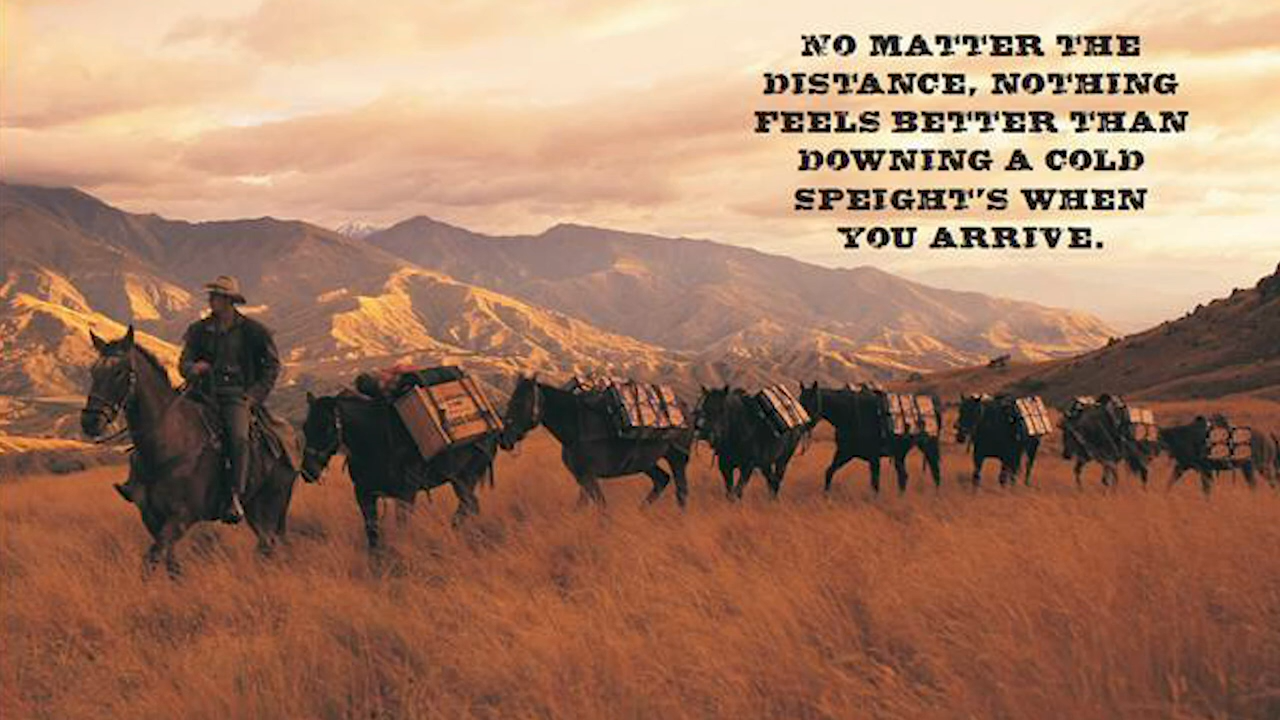 NO MATTER THE
DISTANCE, NOTHING
FEELS BETTER THAN
DOWNING A COLD
SPEIGHT'S WHEN
YOU ARRIVE.